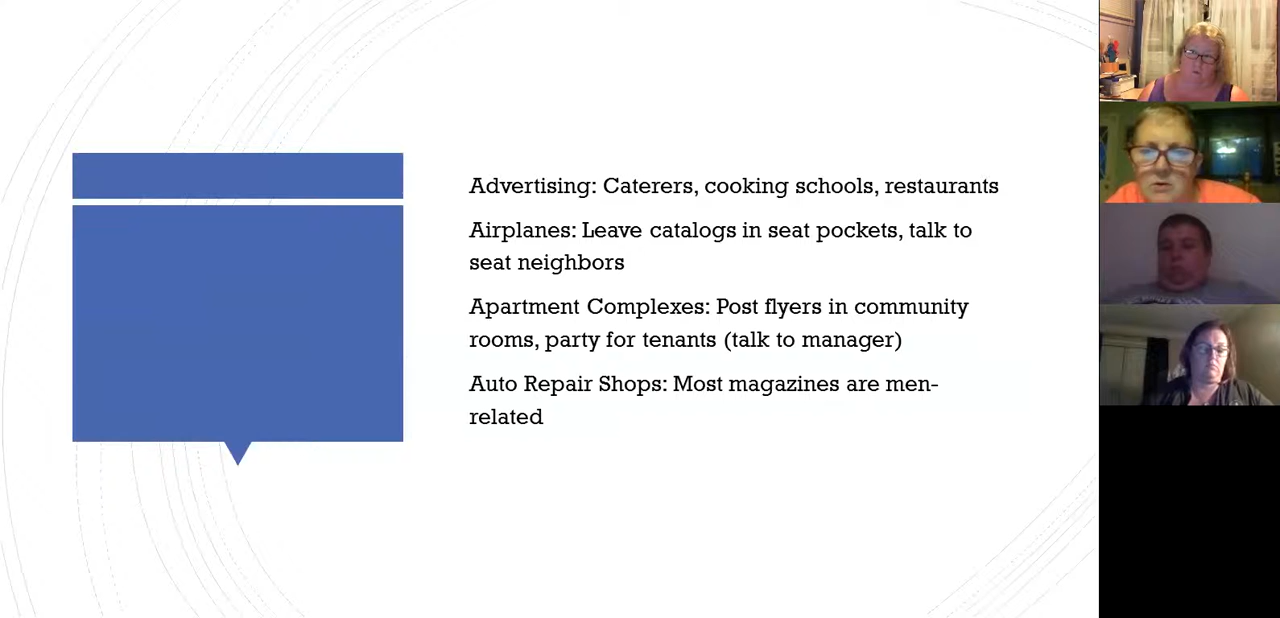 Advertising: Caterers, cooking schools, restaurants
Airplanes: Leave catalogs in seat pockets, talk to
seat neighbors
Apartment Complexes: Post flyers in community
rooms, party for tenants (talk to manager)
Auto Repair Shops: Most magazines are men-
related